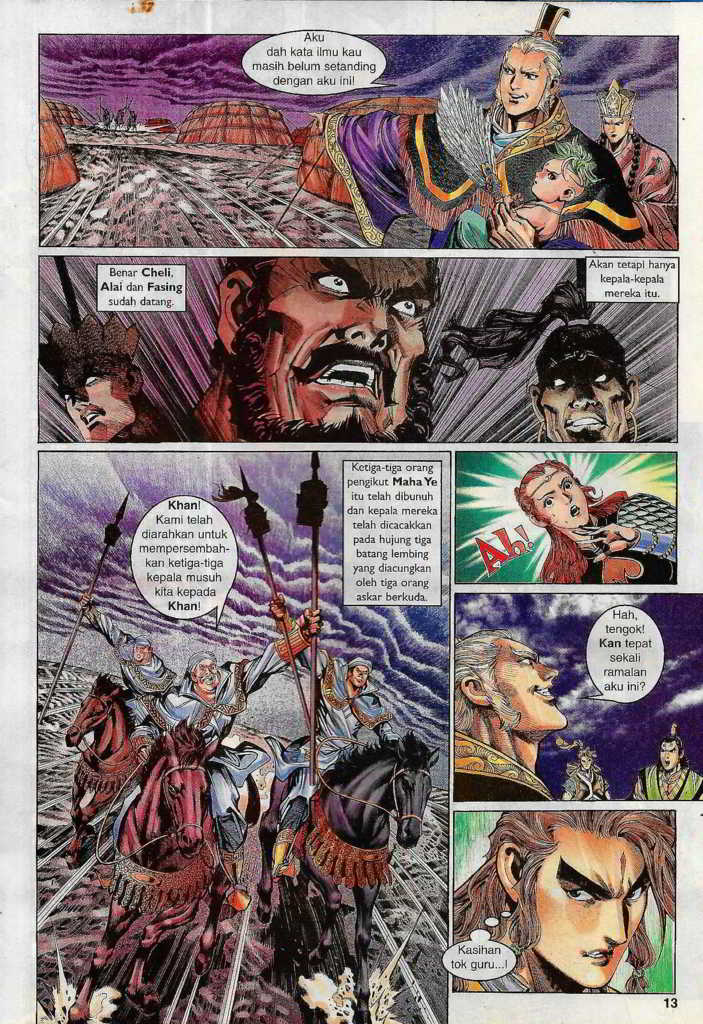 Aku
dah kata ilmu kau
masih belum setanding
dengan aku ini!
Benar Cheli,
Alai dan Fasing
sudah datang.
Akan tetapi hanya
kepala-kepala
mereka itu.
Khan!
Kami telah
diarahkan untuk
mempersembah-
kan ketiga-tiga
kepala musuh
kita kepada
Khan!
Ketiga-tiga orang
pengikut Maha Ye
itu telah dibunuh
dan kepala mereka
telah dicacakkan
pada hujung tiga
batang lembing
yang diacungkan
oleh tiga orang
askar berkuda.
Ah!
Hah,
tengok!
Kan tepat
sekali
ramalan
aku ini?
Kasihan
tok guru...!
13